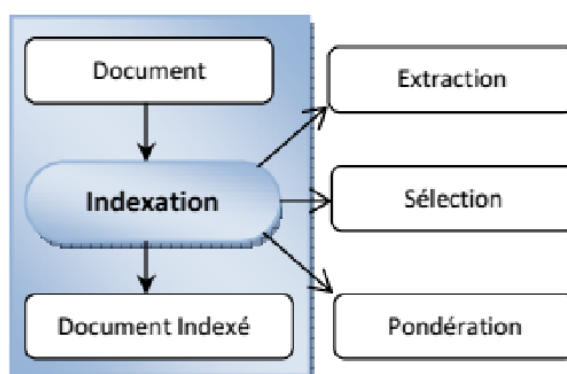 Document
Extraction
Indexation
Sélection
Document Indexé
Pondération